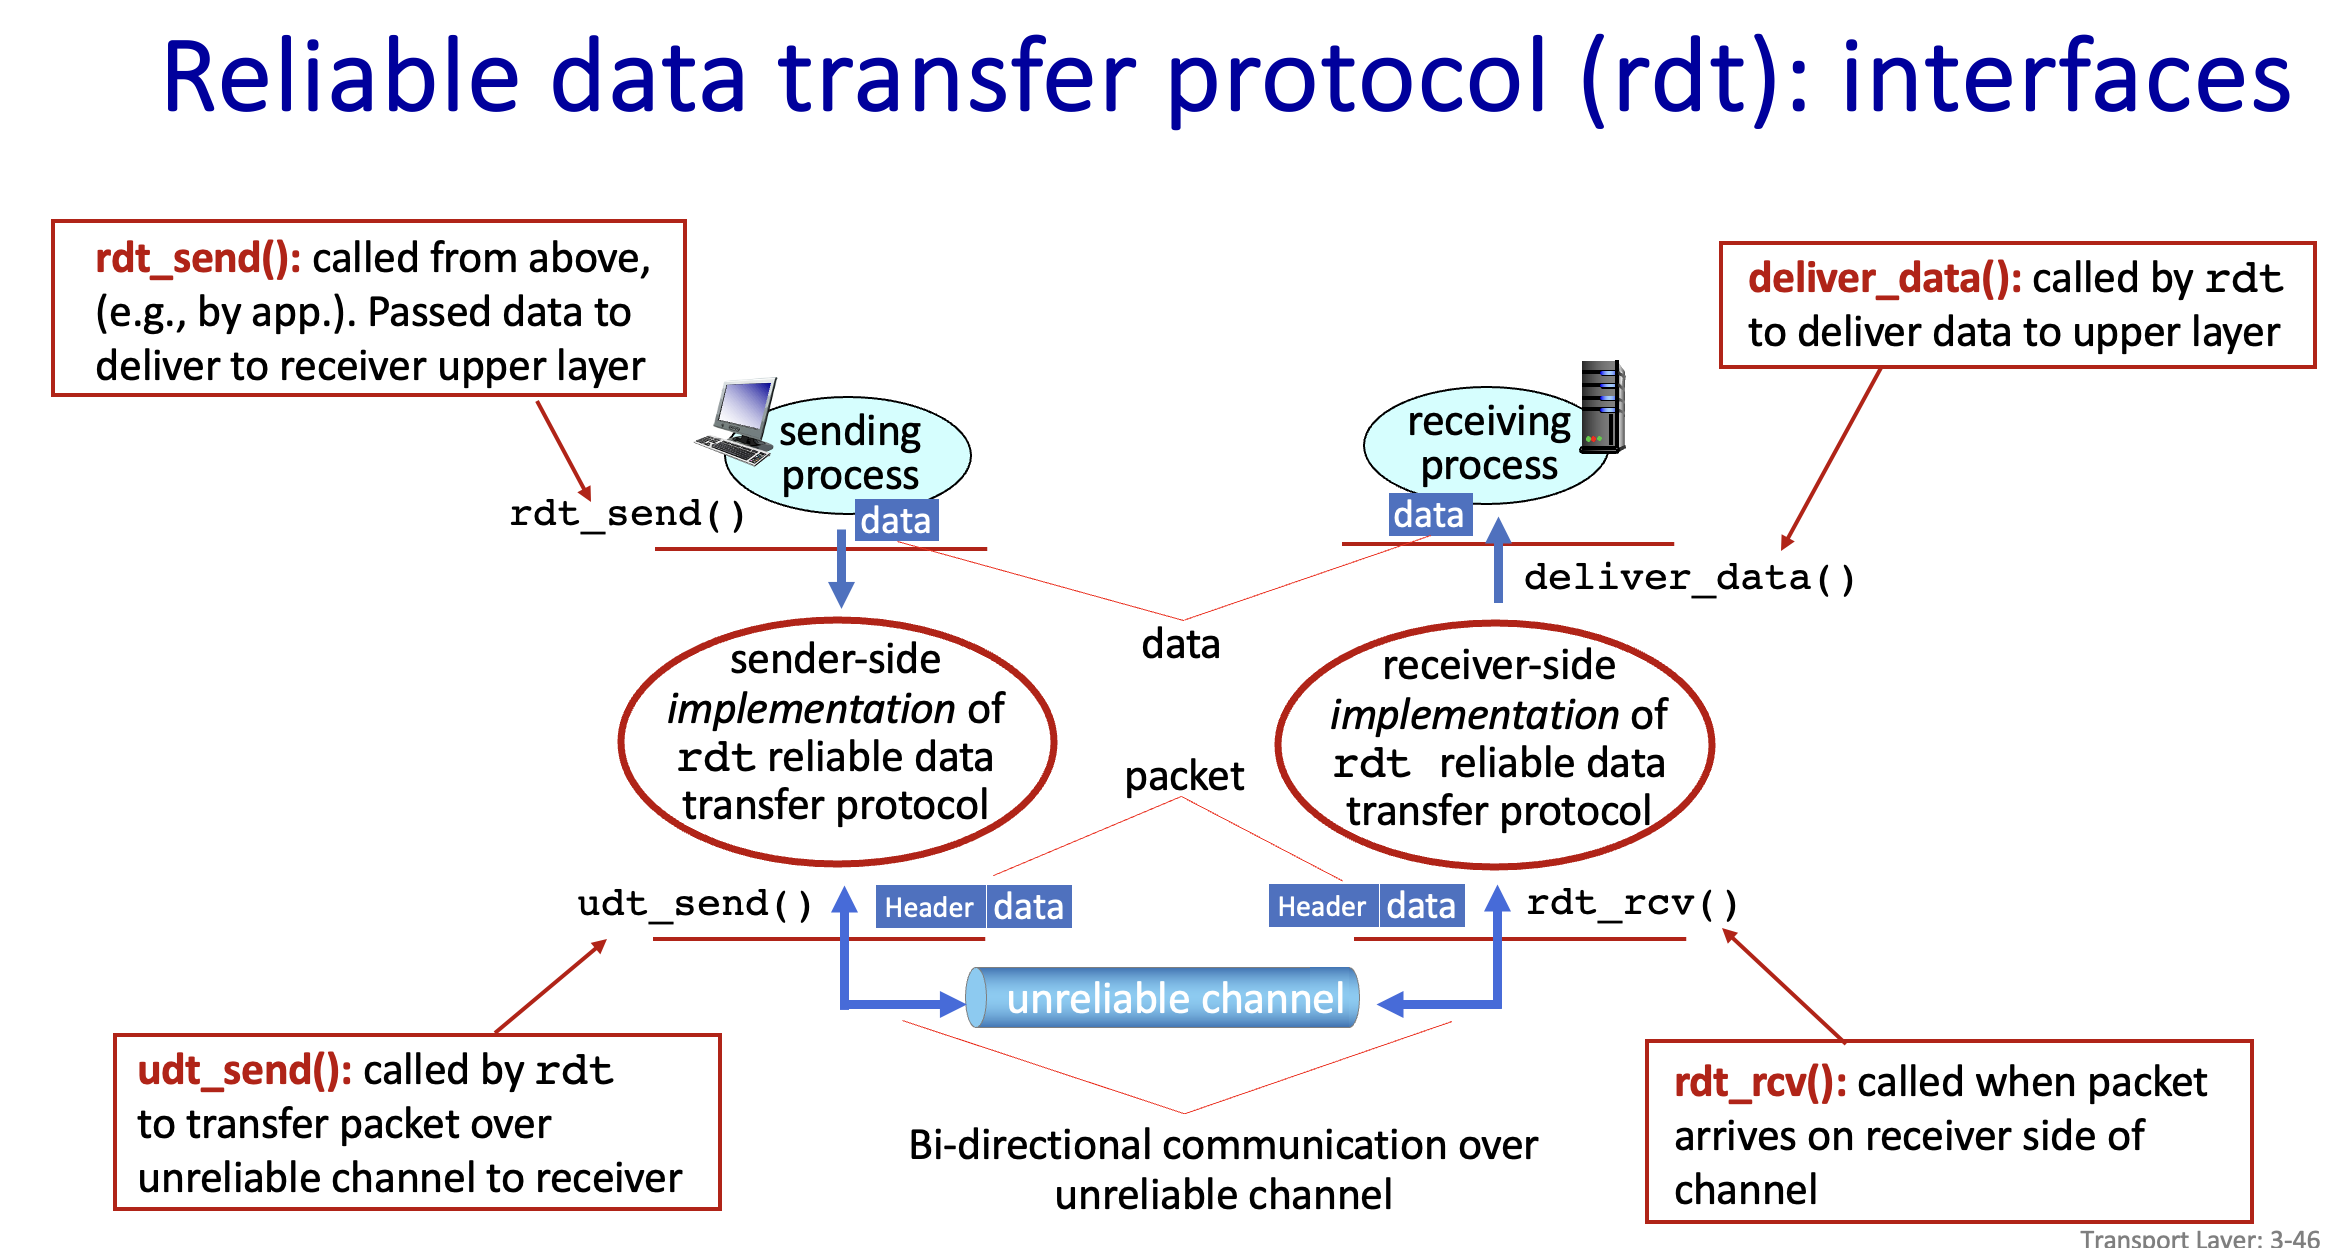 Reliable data transfer protocol (rdt): interfaces
rdt_send(): called from above,
(e.g., by app.). Passed data to
deliver to receiver upper layer
deliver_data(): called by rdt
to deliver data to upper layer
sending
process
receiving
process
rdt_send()
data
data
deliver_data()
data
sender-side
implementation of
rdt reliable data
transfer protocol
receiver-side
implementation of
rdt reliable data
transfer protocol
packet
udt_send()
Header data
Header data
rdt_rcv()
unreliable channel
udt_send(): called by rdt
to transfer packet over
unreliable channel to receiver
Bi-directional communication over
unreliable channel
rdt_rcv(): called when packet
arrives on receiver side of
channel
Transport Layer: 3-46